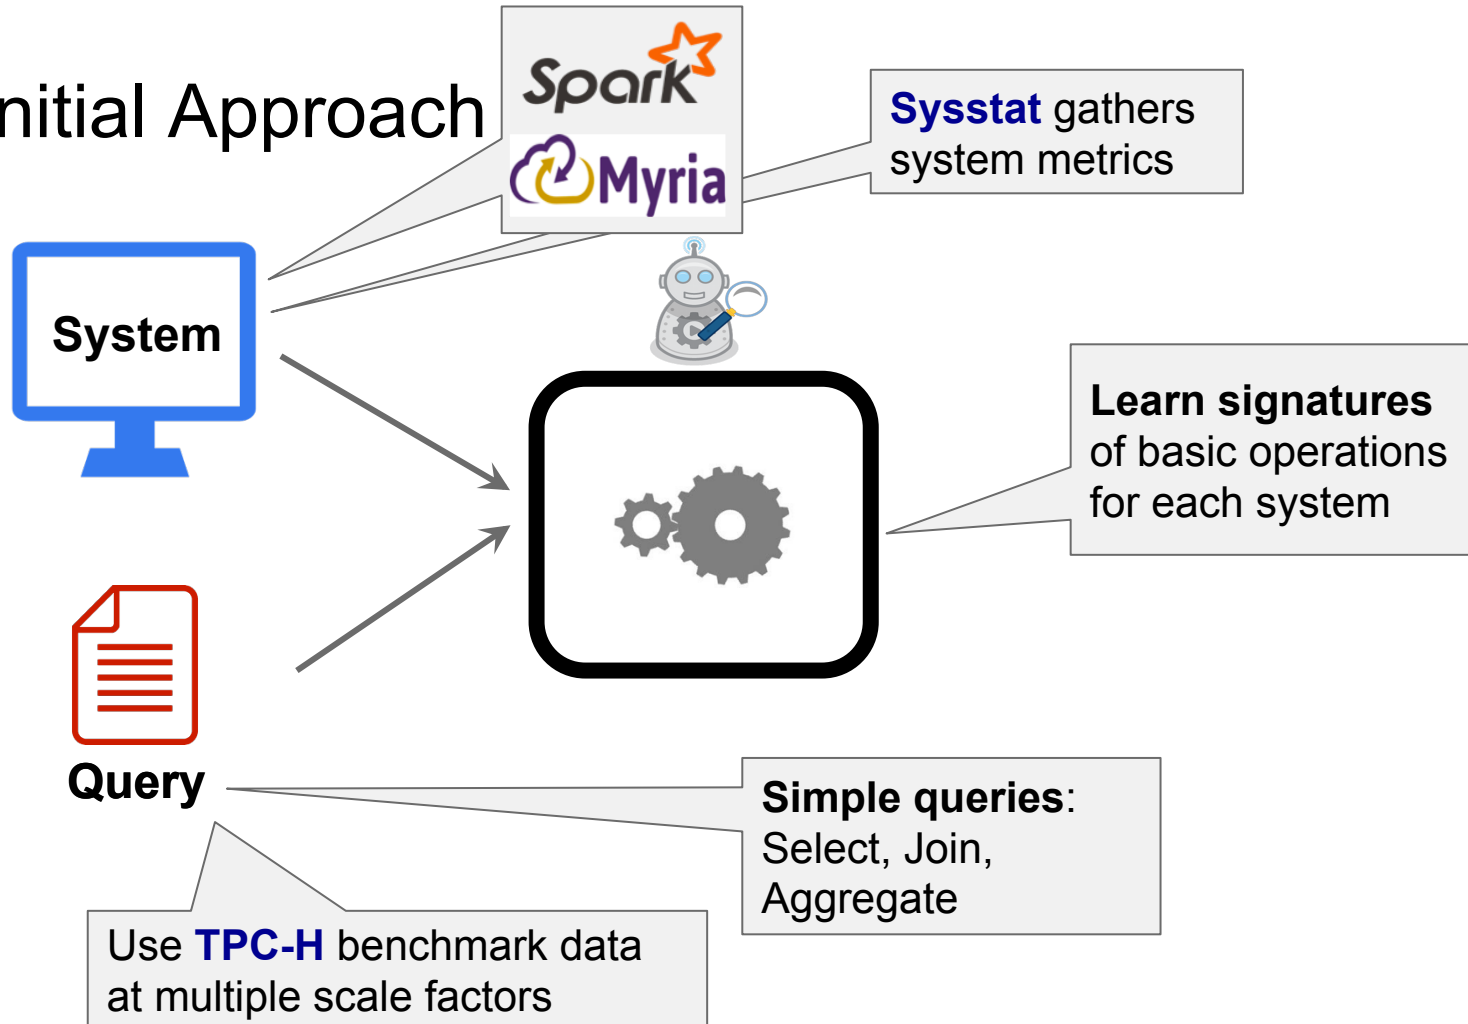 nitial Approach
Spark
Myria
Sysstat gathers
system metrics
System
Learn signatures
of basic operations
for each system
Query
Simple queries:
Select, Join,
Aggregate
Use TPC-H benchmark data
at multiple scale factors